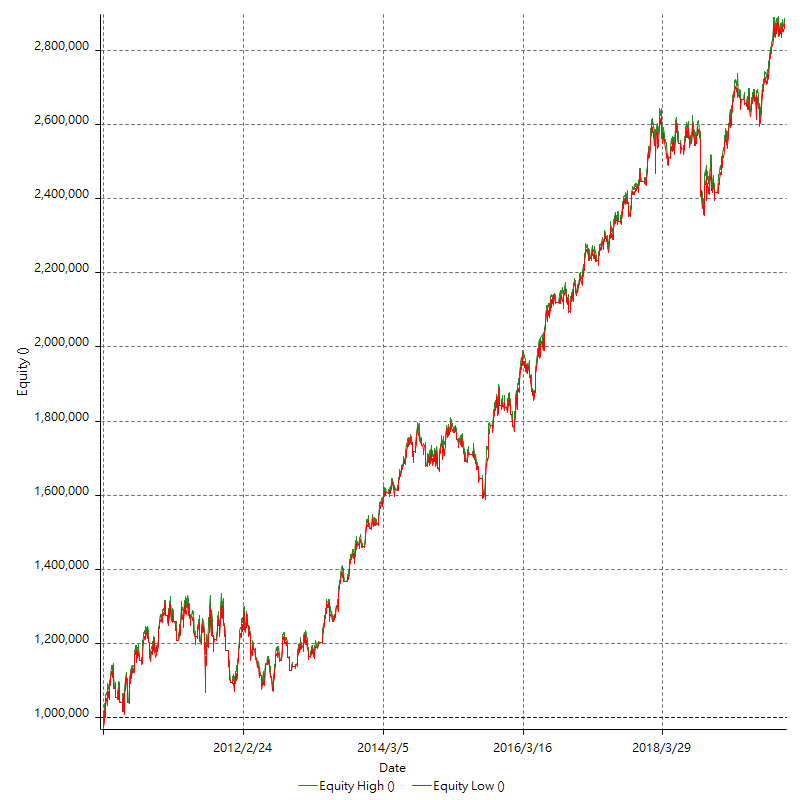 2,800,000
2,600,000
2,400,000
2,200,000
2,000,000
1,800,000
1,600,000
1,400,000
1,200,000
1,000,000
Equity ()
2012/2/24 2014/3/5 2016/3/16 2018/3/29
Date
Equity High () Equity Low ()